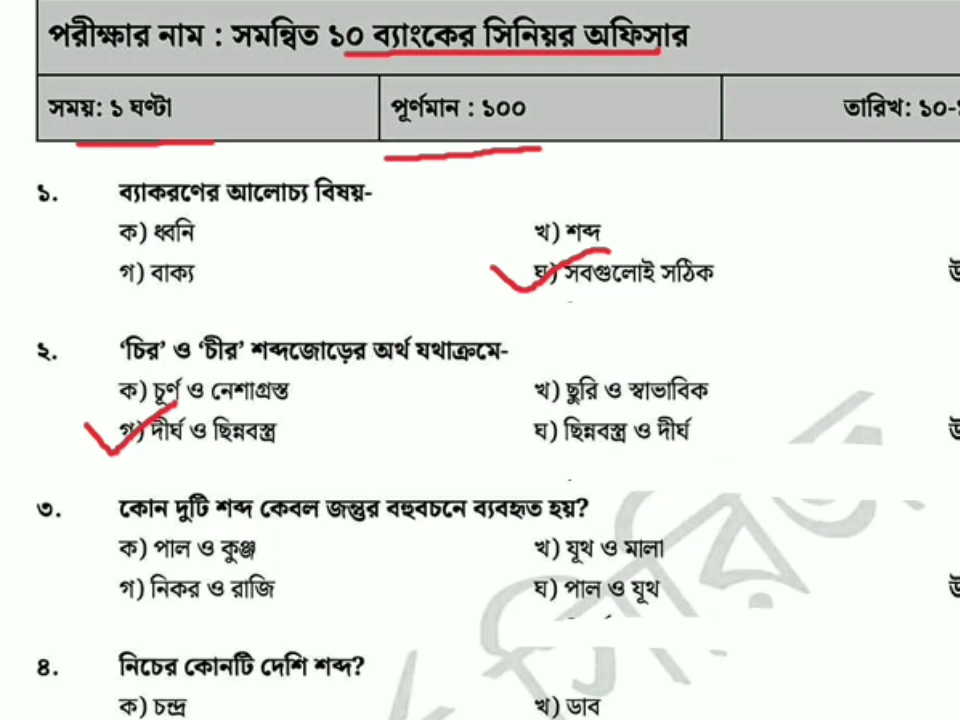 পরীক্ষার নাম : সমন্বিত ১০ ব্যাংকের সিনিয়র অফিসার
সময়: ১ ঘণ্টা পূর্ণমান : ১০০ তারিখ: ১০-
১. ব্যাকরণের আলোচ্য বিষয়-
ক) ধ্বনি খ) শব্দ
গ) বাক্য ঘ) সবগুলোই সঠিক
২. ‘চির’ ও ‘চীর’ শব্দজোড়ের অর্থ যথাক্রমে-
ক) চূর্ণ ও নেশাগ্রস্ত খ) ছুরি ও স্বাভাবিক
গ) দীর্ঘ ও ছিন্নবস্ত্র ঘ) ছিন্নবস্ত্র ও দীর্ঘ
৩. কোন দুটি শব্দ কেবল জন্তুর বহুবচনে ব্যবহৃত হয়?
ক) পাল ও কুঞ্জ খ) যূথ ও মালা
গ) নিকর ও রাজি ঘ) পাল ও যূথ
৪. নিচের কোনটি দেশি শব্দ?
ক) চন্দ্র খ) ডাব